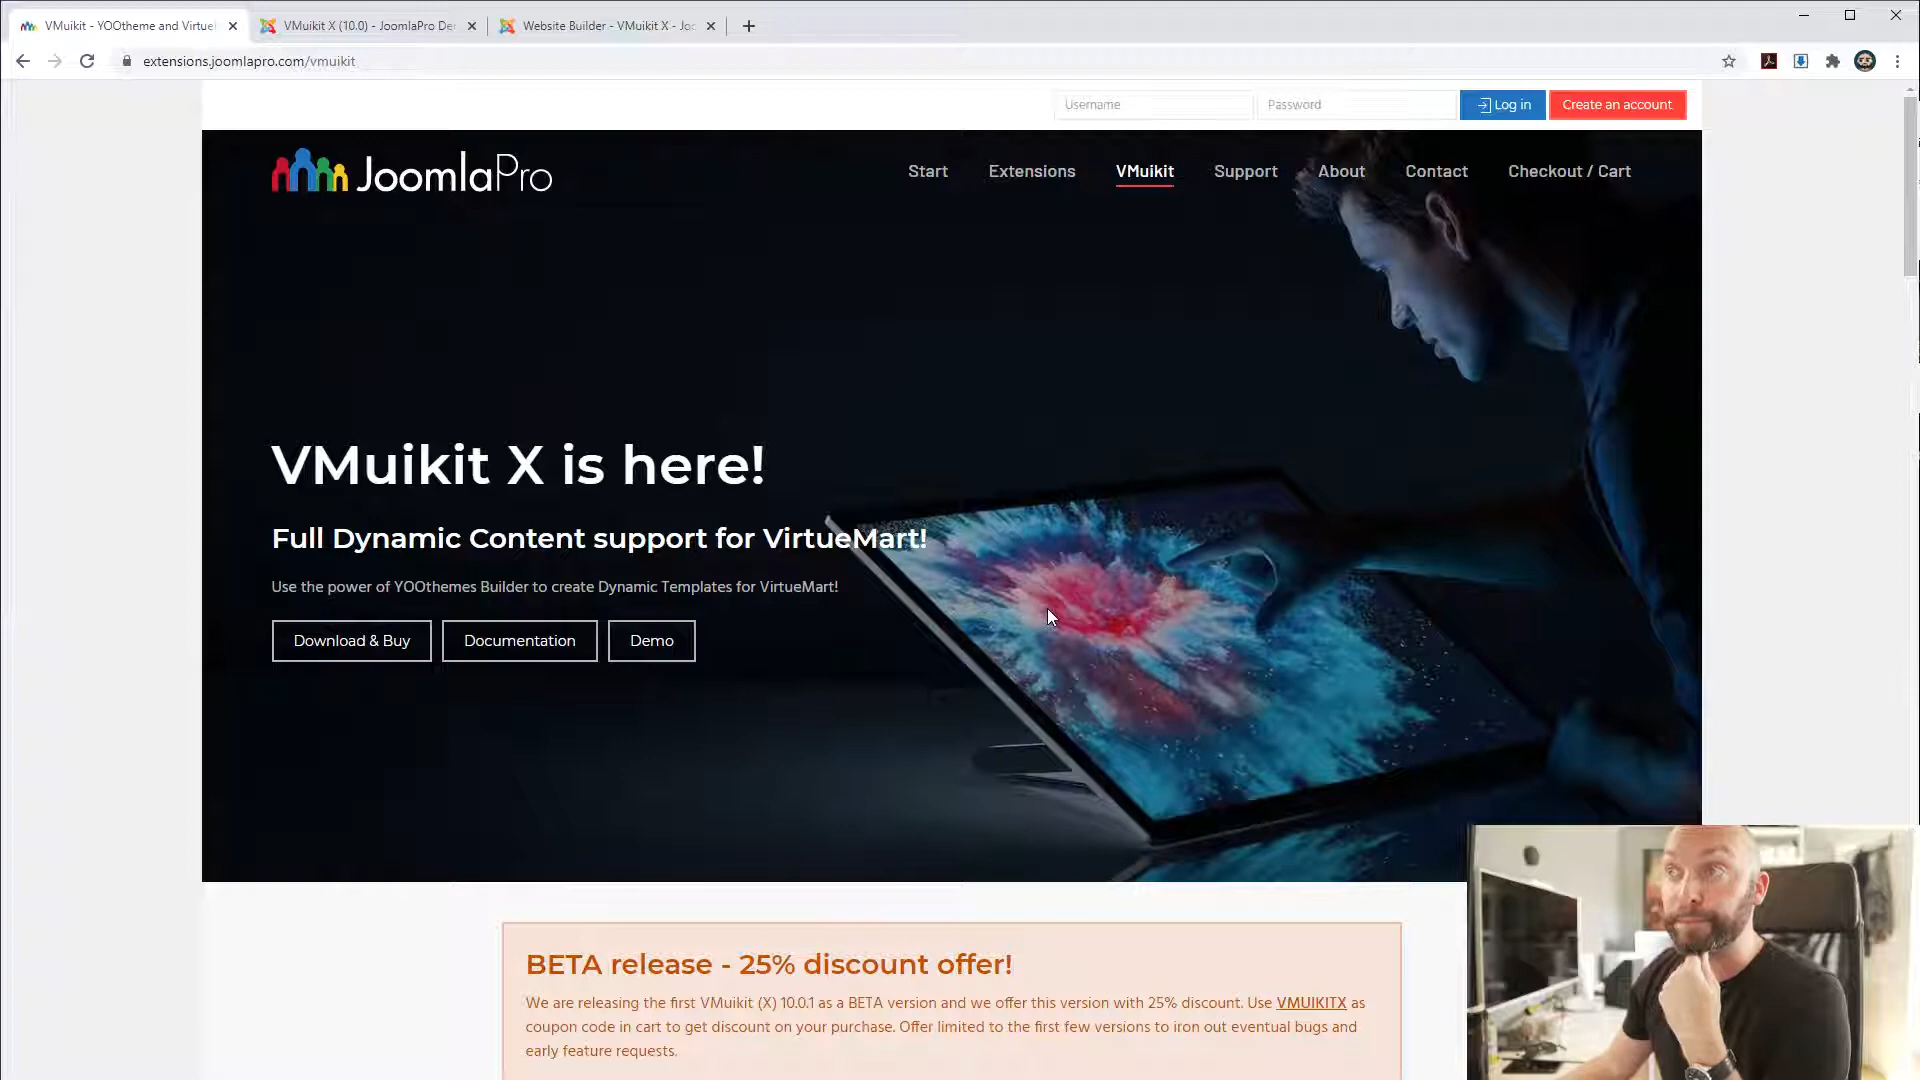 VMuikit - YOOtheme and Virtue
VMuikit X (10.0) - JoomlaPro De
Website Builder - VMuikit X - Joo
extensions.joomlapro.com/vmuikit
Username
Password
Log in
Create an account
JoomlaPro
Start
Extensions
VMuikit
Support
About
Contact
Checkout / Cart
VMuikit X is here!
Full Dynamic Content support for VirtueMart!
Use the power of YOOthemes Builder to create Dynamic Templates for VirtueMart!
Download & Buy
Documentation
Demo
BETA release - 25% discount offer!
We are releasing the first VMuikit (X) 10.0.1 as a BETA version and we offer this version with 25% discount. Use VMUIKITX as
coupon code in cart to get discount on your purchase. Offer limited to the first few versions to iron out eventual bugs and
early feature requests.